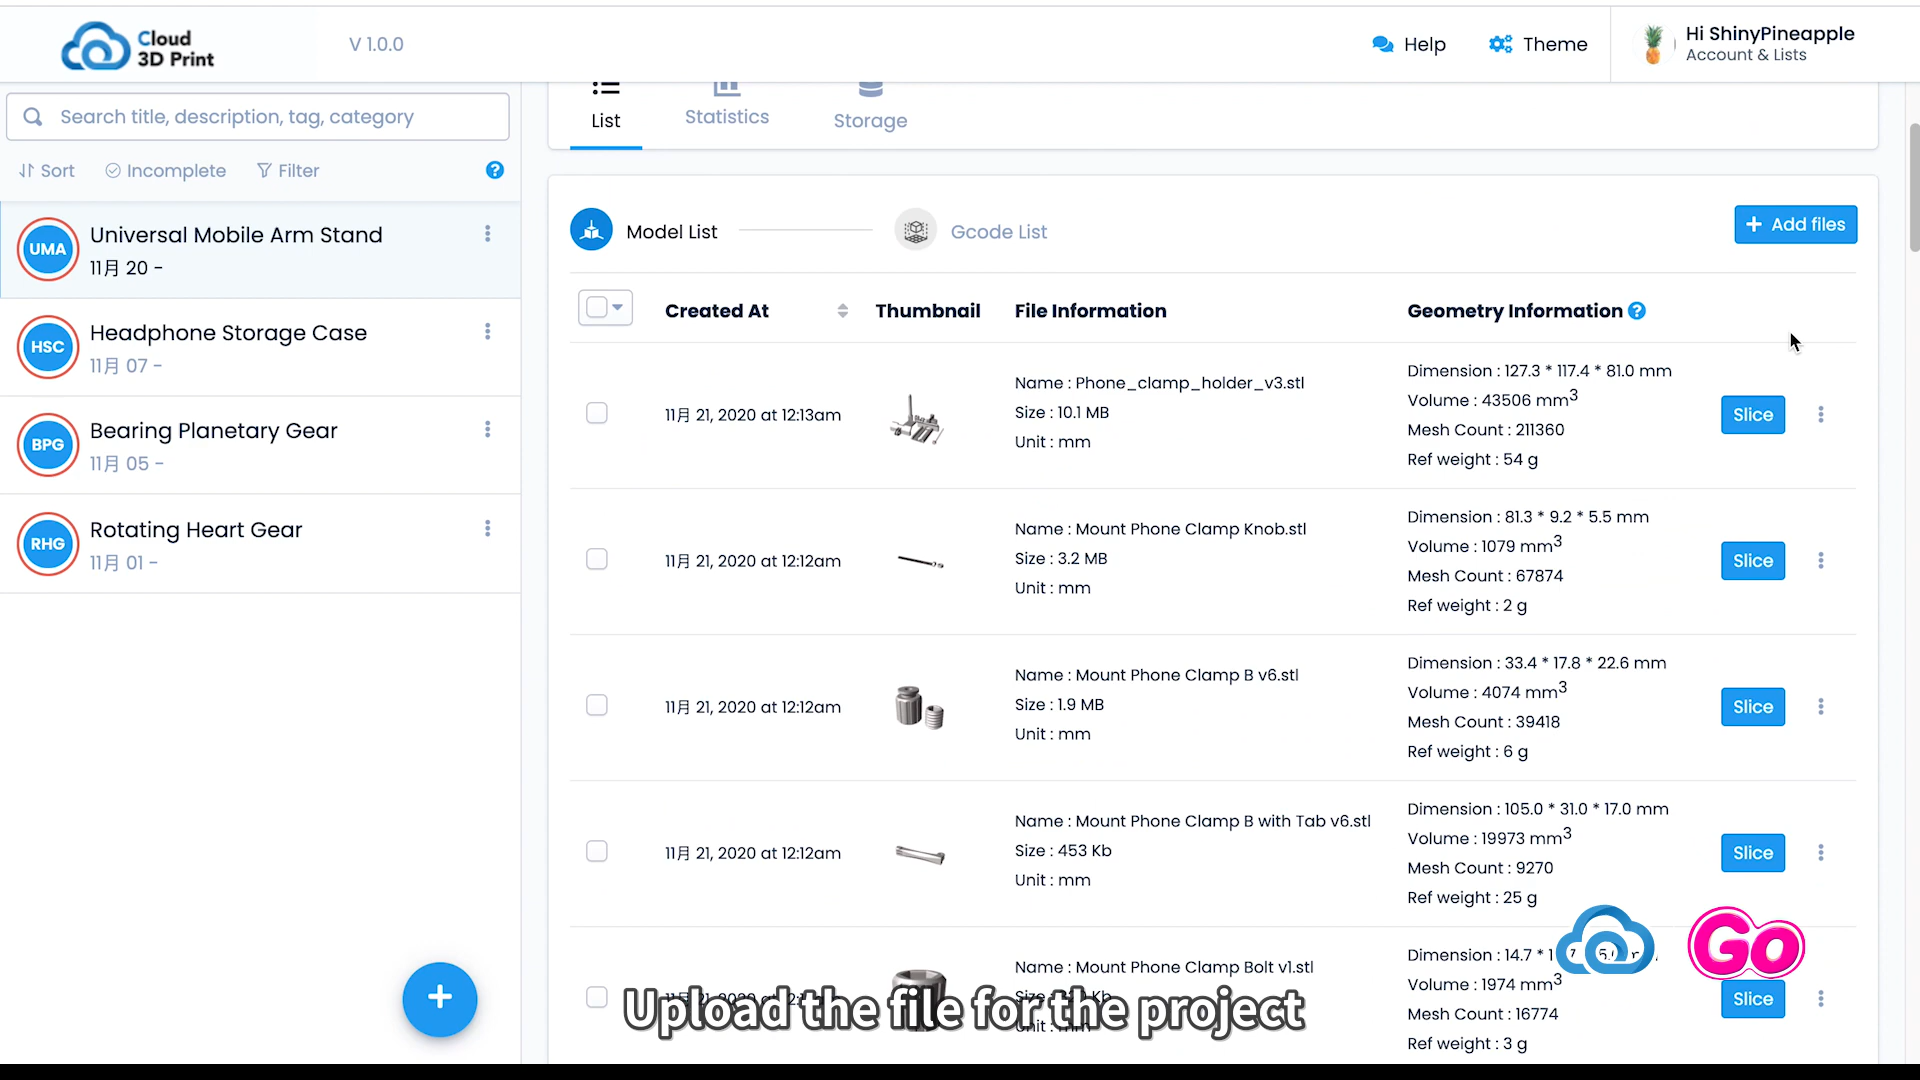 Cloud
3D Print
V 1.0.0
Help
Theme
Hi ShinyPineapple
Account & Lists
Search title, description, tag, category
Sort
Incomplete
Filter
UMA
Universal Mobile Arm Stand
11月 20 -
HSC
Headphone Storage Case
11月 07 -
BPG
Bearing Planetary Gear
11月 05 -
RHG
Rotating Heart Gear
11月 01 -
List
Statistics
Storage
Model List
Gcode List
+ Add files
Created At
Thumbnail
File Information
Geometry Information
11月 21, 2020 at 12:13am
Name : Phone_clamp_holder_v3.stl
Size : 10.1 MB
Unit : mm
Dimension : 127.3 * 117.4 * 81.0 mm
Volume : 43506 mm3
Mesh Count : 211360
Ref weight : 54 g
Slice
11月 21, 2020 at 12:12am
Name : Mount Phone Clamp Knob.stl
Size : 3.2 MB
Unit : mm
Dimension : 81.3 * 9.2 * 5.5 mm
Volume : 1079 mm3
Mesh Count : 67874
Ref weight : 2 g
Slice
11月 21, 2020 at 12:12am
Name : Mount Phone Clamp B v6.stl
Size : 1.9 MB
Unit : mm
Dimension : 33.4 * 17.8 * 22.6 mm
Volume : 4074 mm3
Mesh Count : 39418
Ref weight : 6 g
Slice
11月 21, 2020 at 12:12am
Name : Mount Phone Clamp B with Tab v6.stl
Size : 453 Kb
Unit : mm
Dimension : 105.0 * 31.0 * 17.0 mm
Volume : 19973 mm3
Mesh Count : 9270
Ref weight : 25 g
Slice
Name : Mount Phone Clamp Bolt v1.stl
Unit : mm
Dimension : 14.7 *
Volume : 1974 mm3
Mesh Count : 16774
Ref weight : 3 g
Slice
Go
Upload the file for the project